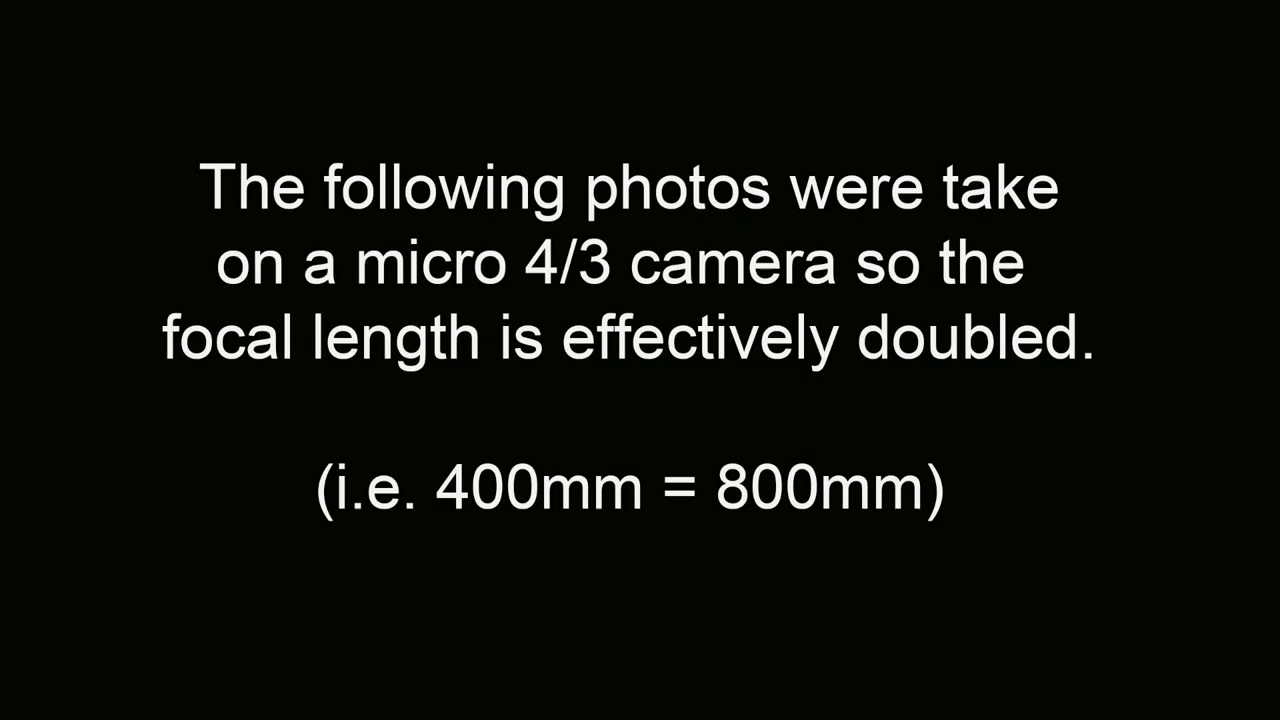 The following photos were take
on a micro 4/3 camera so the
focal length is effectively doubled.
(i.e. 400mm = 800mm)